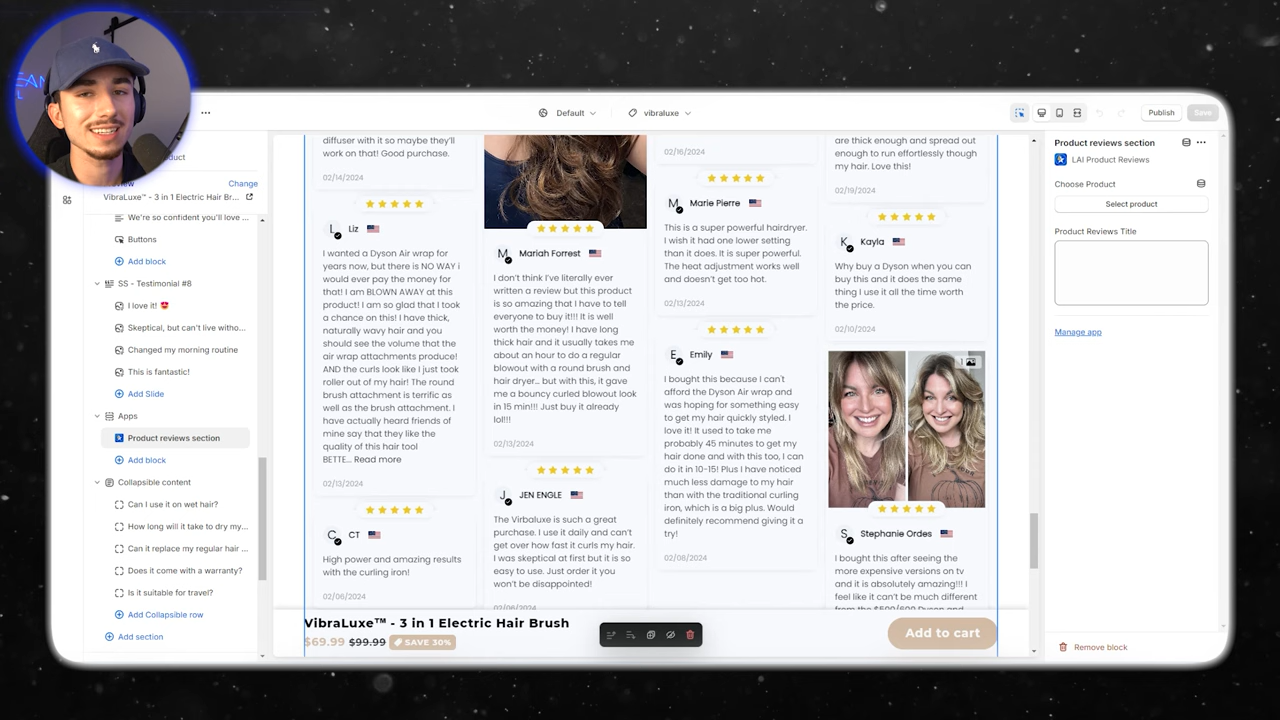 Default
vibraluxe
Publish
Save
Change
VibraLuxe™ - 3 in 1 Electric Hair Br...
We're so confident you'll love ...
Buttons
Add block
SS - Testimonial #8
I love it! 😍
Skeptical, but can't live witho...
Changed my morning routine
This is fantastic!
Add Slide
Apps
Product reviews section
Add block
Collapsible content
Can I use it on wet hair?
How long will it take to dry my...
Can it replace my regular hair ...
Does it come with a warranty?
Is it suitable for travel?
Add Collapsible row
Add section
diffuser with it so maybe they'll
work on that! Good purchase.
02/14/2024
L
Liz
I wanted a Dyson Air wrap for
years now, but there is NO WAY i
would ever pay the money for
that! I am BLOWN AWAY at this
product! I am so glad that I took
a chance on this! I have thick,
naturally wavy hair and you
should see the volume that the
air wrap attachments produce!
AND the curls look like I just took
roller out of my hair! The round
brush attachment is terrific as
well as the brush attachment. I
have actually heard friends of
mine say that they like the
quality of this hair tool
BETTE... Read more
02/13/2024
C
CT
High power and amazing results
with the curling iron!
02/06/2024
M
Mariah Forrest
I don't think I've literally ever
written a review but this product
is so amazing that I have to tell
everyone to buy it!!! It is well
worth the money! I have long
thick hair and it usually takes me
about an hour to do a regular
blowout with a round brush and
hair dryer… but with this, it gave
me a bouncy curled blowout look
in 15 min!!! Just buy it already
lol!!!
02/13/2024
J
JEN ENGLE
The Virbaluxe is such a great
purchase. I use it daily and can't
get over how fast it curls my hair.
I was skeptical at first but it is so
easy to use. Just order it you
won't be disappointed!
02/06/2024
02/16/2024
M
Marie Pierre
This is a super powerful hairdryer.
I wish it had one lower setting
than it does. It is super powerful.
The heat adjustment works well
and doesn't get too hot.
02/13/2024
E
Emily
I bought this because I can't
afford the Dyson Air wrap and
was hoping for something easy
to get my hair quickly styled. I
love it! It used to take me
probably 45 minutes to get my
hair done and with this too, I can
do it in 10-15! Plus I have noticed
much less damage to my hair
than with the traditional curling
iron, which is a big plus. Would
definitely recommend giving it a
try!
02/06/2024
are thick enough and spread out
enough to run effortlessly though
my hair. Love this!
02/19/2024
K
Kayla
Why buy a Dyson when you can
buy this and it does the same
thing I use it all the time worth
the price.
02/10/2024
1
S
Stephanie Ordes
I bought this after seeing the
more expensive versions on tv
and it is absolutely amazing!!! I
feel like it can't be much different
from the $500/600 Dyson and
VibraLuxe™ - 3 in 1 Electric Hair Brush
$69.99 $99.99 SAVE 30%
Add to cart
Product reviews section
LAI Product Reviews
Choose Product
Select product
Product Reviews Title
Manage app
Remove block